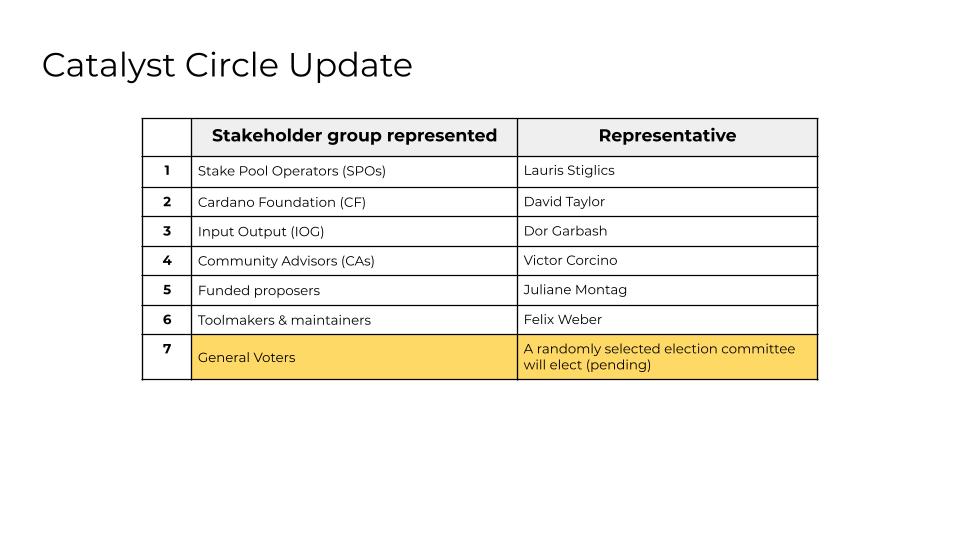 Catalyst Circle Update
Stakeholder group represented Representative
1 Stake Pool Operators (SPOs) Lauris Stiglics
2 Cardano Foundation (CF) David Taylor
3 Input Output (IOG) Dor Garbash
4 Community Advisors (CAs) Victor Corcino
5 Funded proposers Juliane Montag
6 Toolmakers & maintainers Felix Weber
7 General Voters A randomly selected election committee
will elect (pending)